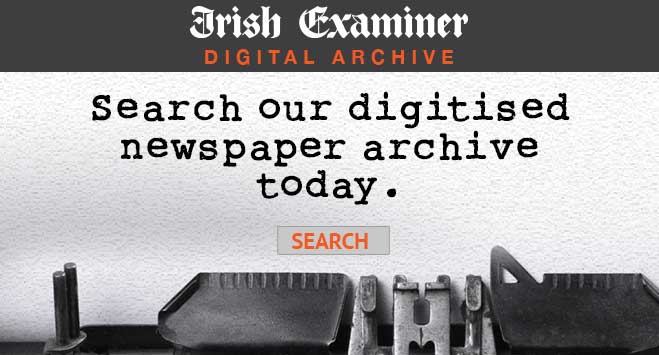 Irish Examiner
DIGITAL ARCHIVE
Search our digitised
newspaper archive
today.
SEARCH